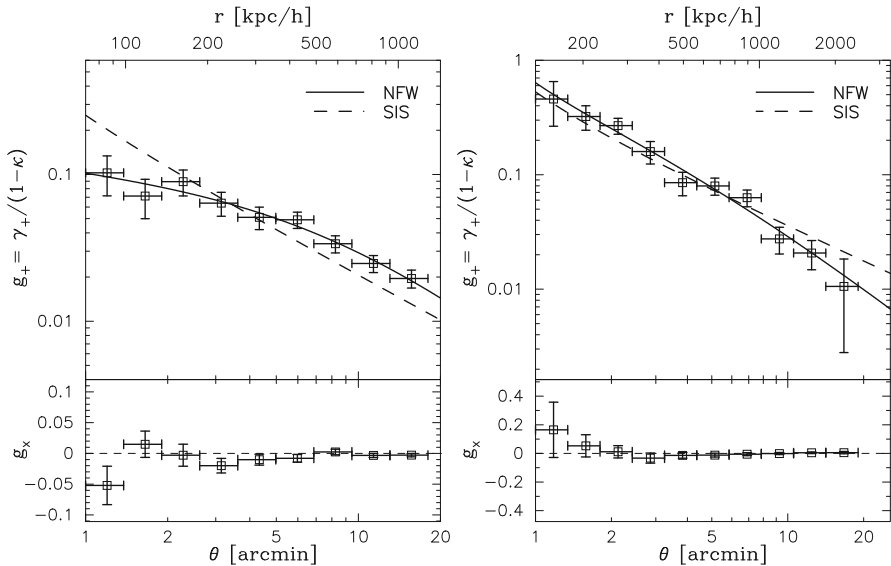 r [kpc/h]
100 200 500 1000
NFW
SIS
0.1
0.01
g₊= γ₊/(1−κ)
0.1
0.05
0
−0.05
−0.1
gₓ
1 2 10 20
θ [arcmin]
r [kpc/h]
200 500 1000 2000
NFW
SIS
1
0.1
0.01
g₊= γ₊/(1−κ)
0.4
0.2
0
−0.2
−0.4
gₓ
1 2 10 20
θ [arcmin]